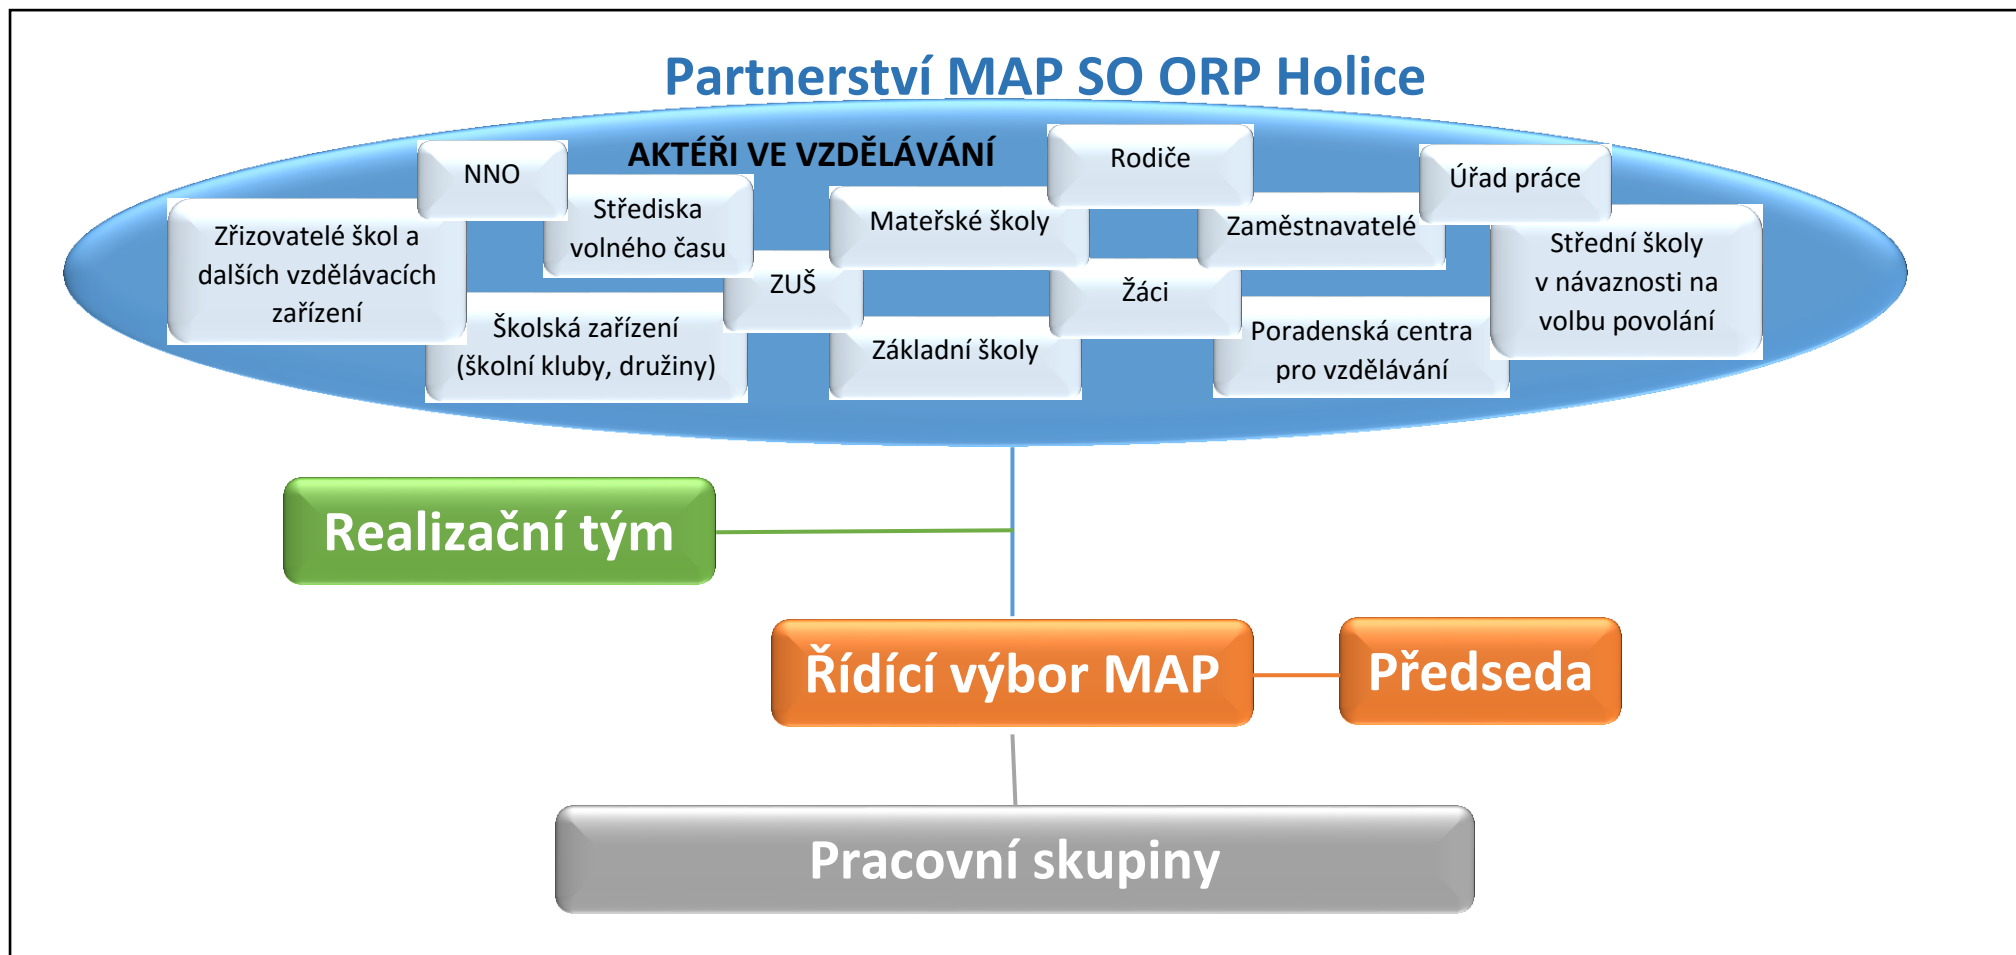 Partnerství MAP SO ORP Holice
AKTÉŘI VE VZDĚLÁVÁNÍ
NNO
Rodiče
Úřad práce
Zřizovatelé škol a
dalších vzdělávacích
zařízení
Střediska
volného času
Mateřské školy
Zaměstnavatelé
Střední školy
v návaznosti na
volbu povolání
ZUŠ
Žáci
Školská zařízení
(školní kluby, družiny)
Základní školy
Poradenská centra
pro vzdělávání
Realizační tým
Řídící výbor MAP
Předseda
Pracovní skupiny